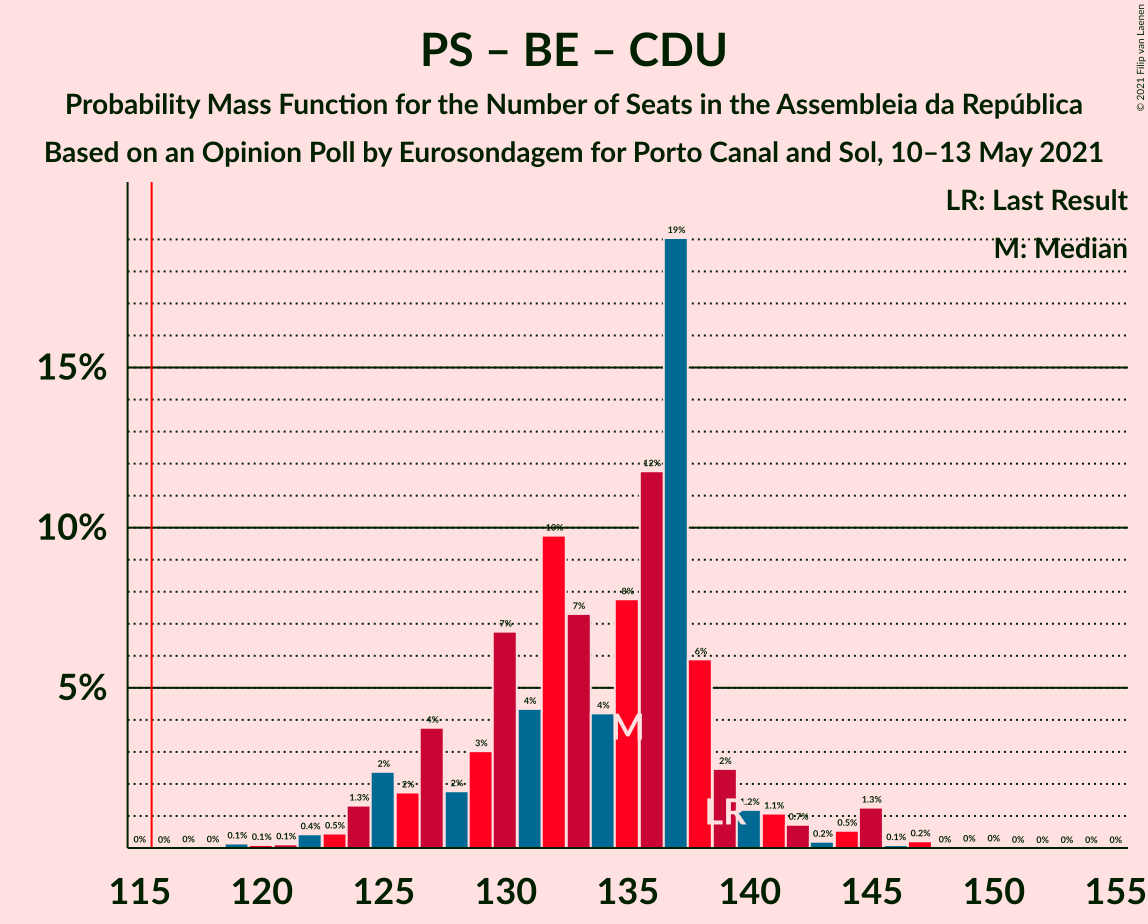 PS – BE – CDU
Probability Mass Function for the Number of Seats in the Assembleia da República
Based on an Opinion Poll by Eurosondagem for Porto Canal and Sol, 10–13 May 2021
© 2021 Filip van Laenen
LR: Last Result
M: Median
15%
10%
5%
0% 0% 0% 0% 0.1% 0.1% 0.1% 0.4% 0.5% 1.3% 2% 2% 4% 2% 3% 7% 4% 10% 7% 4% 8% 12% 19% 6% 2% 1.2% 1.1% 0.7% 0.2% 0.5% 1.3% 0.1% 0.2% 0% 0% 0% 0% 0% 0% 0% 0%
M
LR
115 120 125 130 135 140 145 150 155